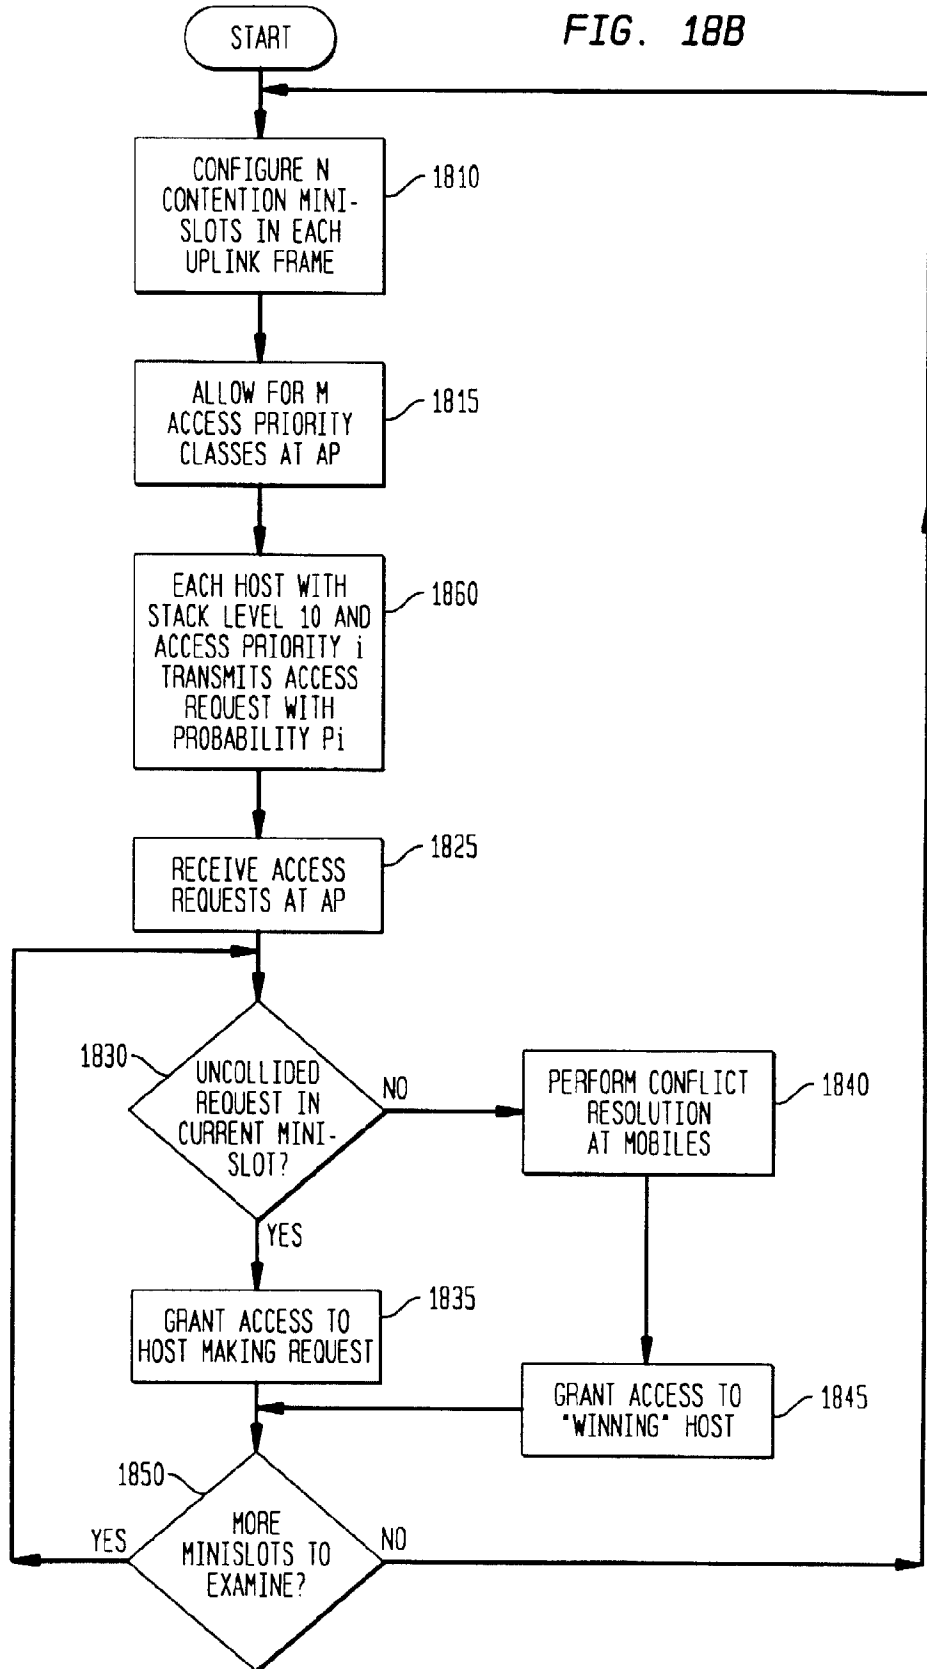 START
FIG. 18B
CONFIGURE N
CONTENTION MINI-
SLOTS IN EACH
UPLINK FRAME
1810
ALLOW FOR M
ACCESS PRIORITY
CLASSES AT AP
1815
EACH HOST WITH
STACK LEVEL 10 AND
ACCESS PRIORITY i
TRANSMITS ACCESS
REQUEST WITH
PROBABILITY Pi
1860
RECEIVE ACCESS
REQUESTS AT AP
1825
1830
UNCOLLIDED
REQUEST IN
CURRENT MINI-
SLOT?
NO
YES
PERFORM CONFLICT
RESOLUTION
AT MOBILES
1840
GRANT ACCESS TO
HOST MAKING REQUEST
1835
GRANT ACCESS TO
"WINNING" HOST
1845
1850
MORE
MINISLOTS TO
EXAMINE?
YES
NO